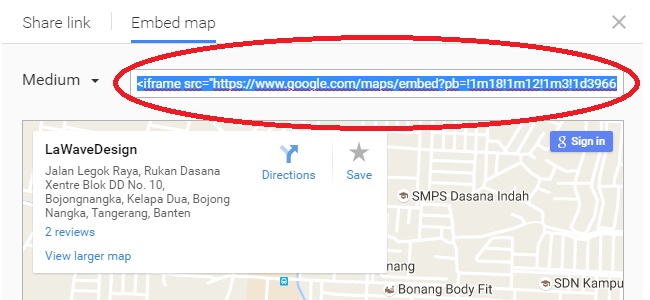 Share link
Embed map
Medium
<iframe src="https://www.google.com/maps/embed?pb=!1m18!1m12!1m3!1d3966
LaWaveDesign
Jalan Legok Raya, Rukan Dasana
Xentre Blok DD No. 10,
Bojongnangka, Kelapa Dua, Bojong
Nangka, Tangerang, Banten
2 reviews
View larger map
Directions
Save
g Sign in
SMPS Dasana Indah
nang
Bonang Body Fit
SDN Kampu